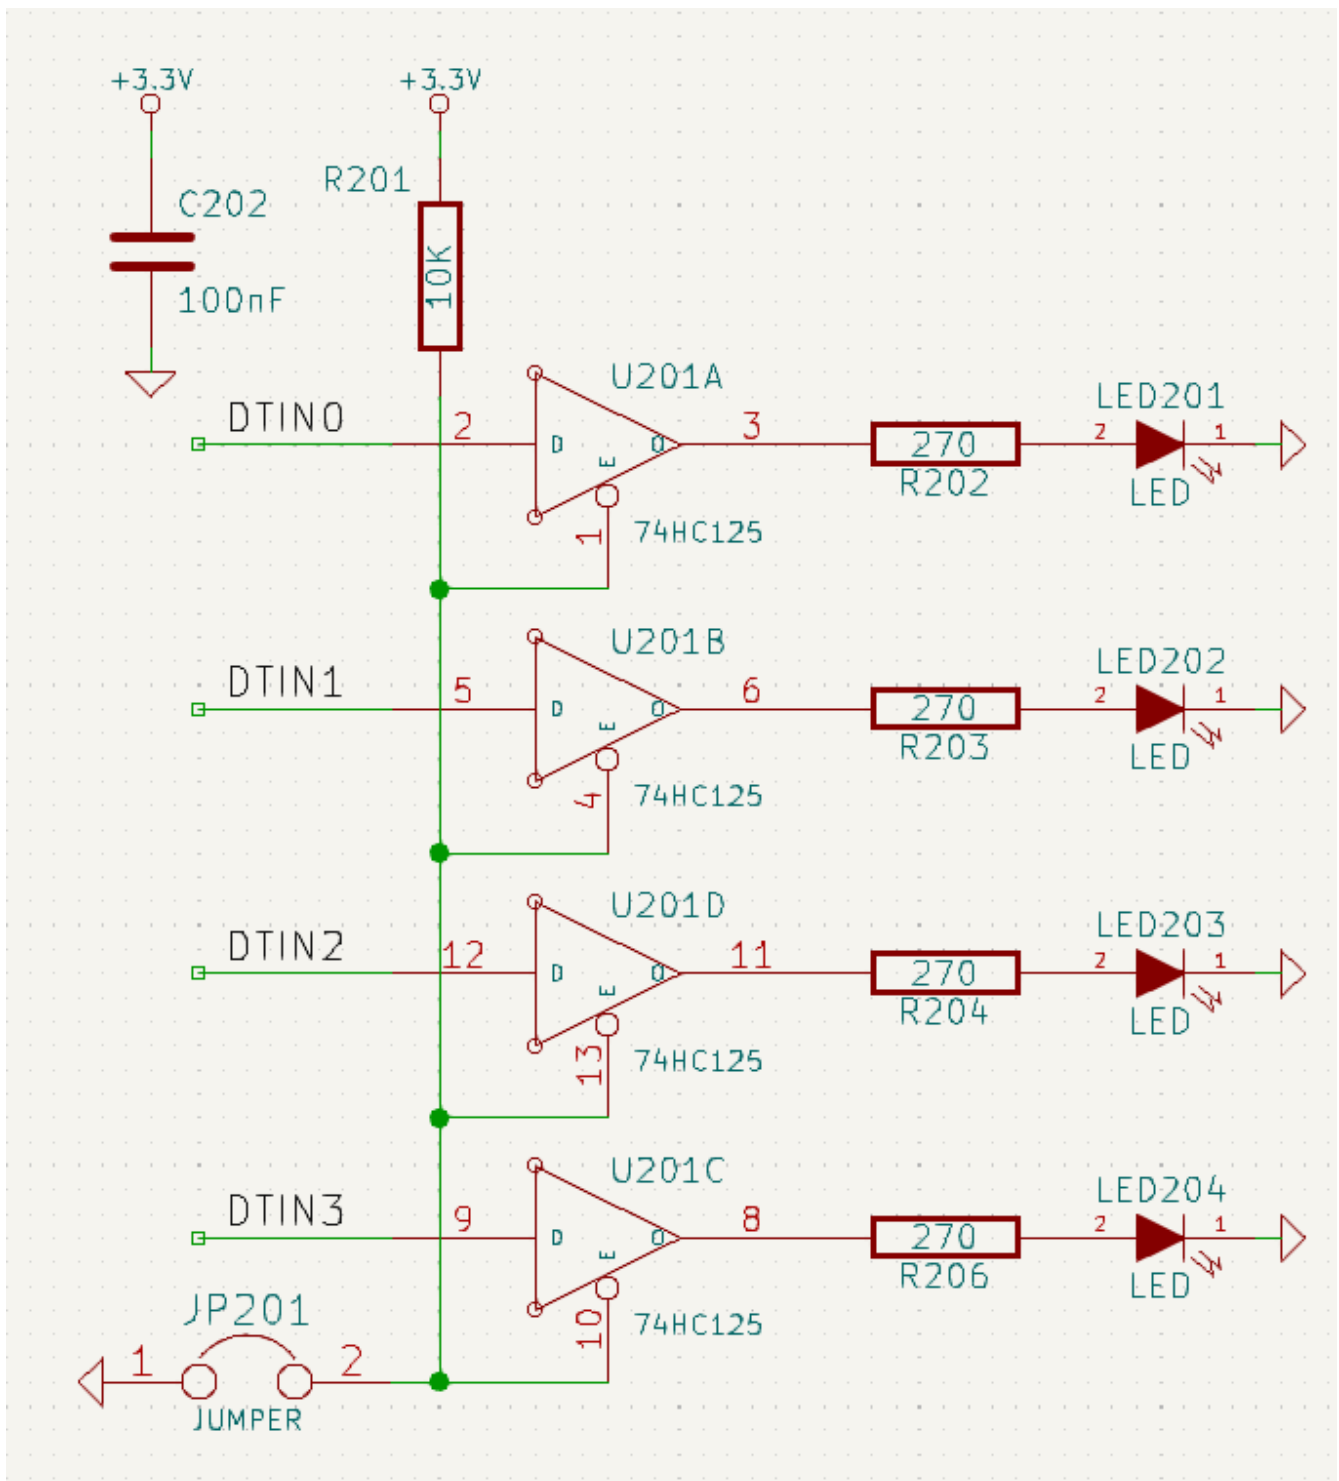 +3.3V
+3.3V
R201
C202
10K
100nF
U201A
DTIN0
2
D
E
O
3
270
R202
LED201
2
1
LED
1
74HC125
U201B
DTIN1
5
D
E
O
6
270
R203
LED202
2
1
LED
4
74HC125
U201D
DTIN2
12
D
E
O
11
270
R204
LED203
2
1
LED
13
74HC125
U201C
DTIN3
9
D
E
O
8
270
R206
LED204
2
1
LED
10
74HC125
JP201
1
2
JUMPER